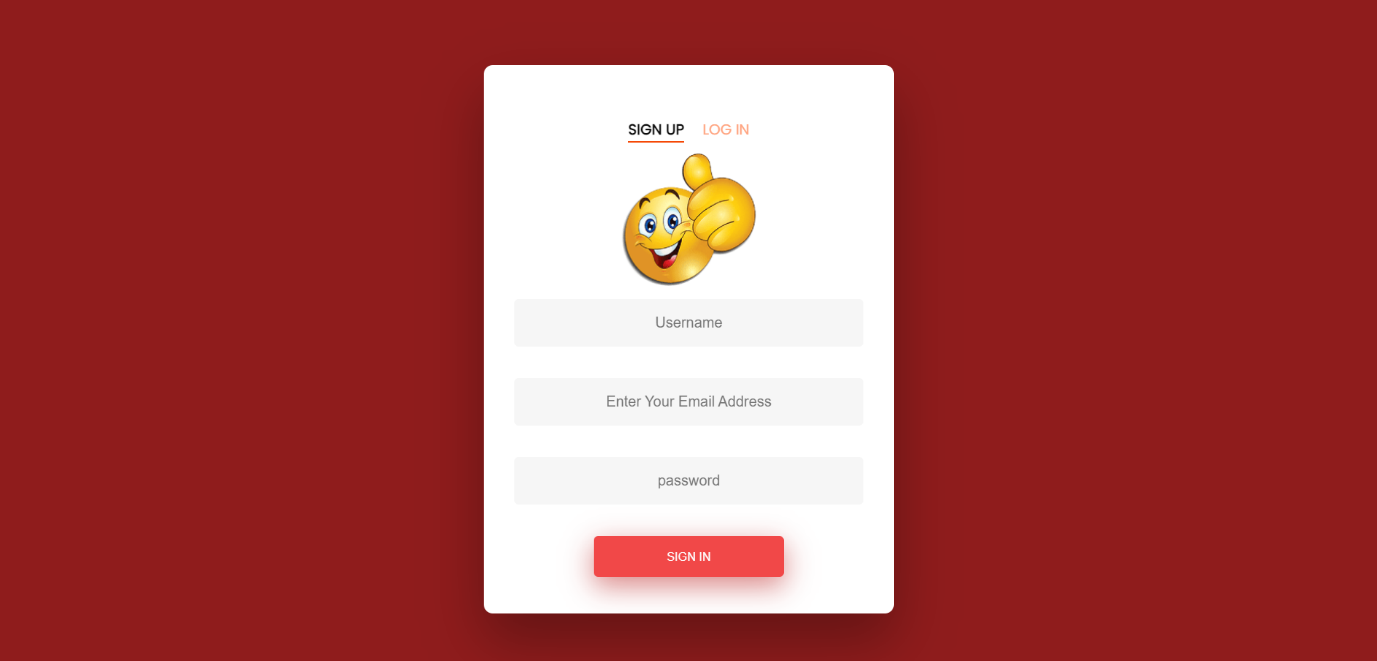 SIGN UP LOG IN
Username
Enter Your Email Address
password
SIGN IN